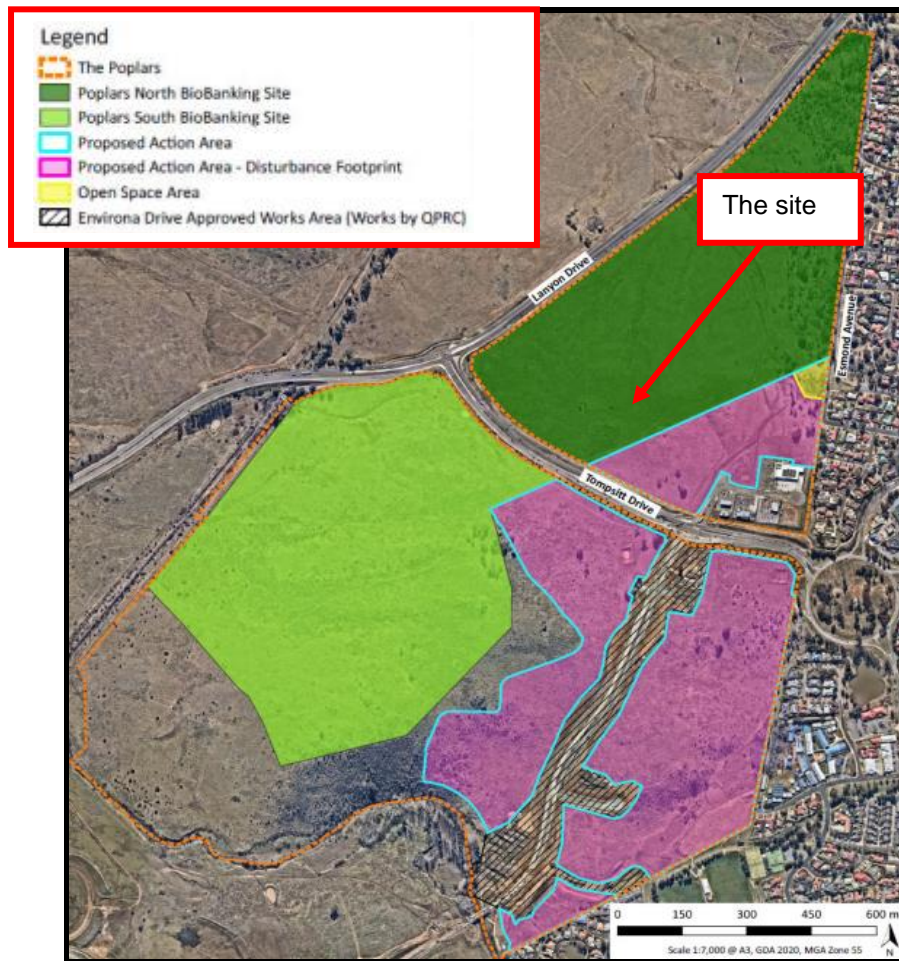 Legend
The Poplars
Poplars North BioBanking Site
Poplars South BioBanking Site
Proposed Action Area
Proposed Action Area - Disturbance Footprint
Open Space Area
Environa Drive Approved Works Area (Works by QPRC)
The site
Lanyon Drive
Esmond Avenue
Tompsitt Drive
0 150 300 450 600 m
Scale 1:7,000 @ A3, GDA 2020, MGA Zone 55
N